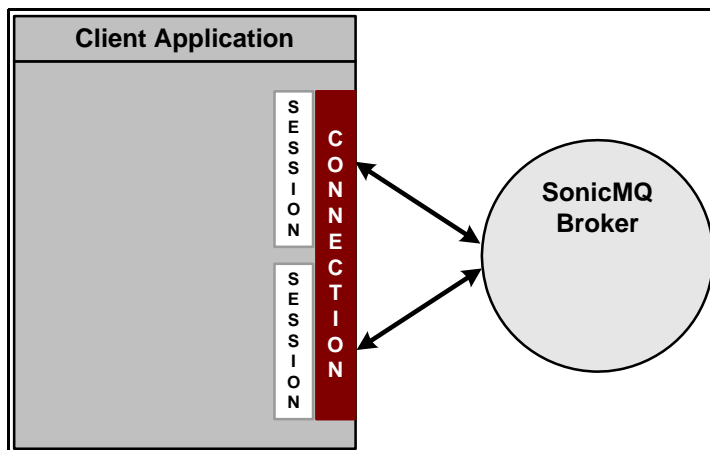 Client Application
SESSION
CONNECTION
SESSION
SonicMQ
Broker